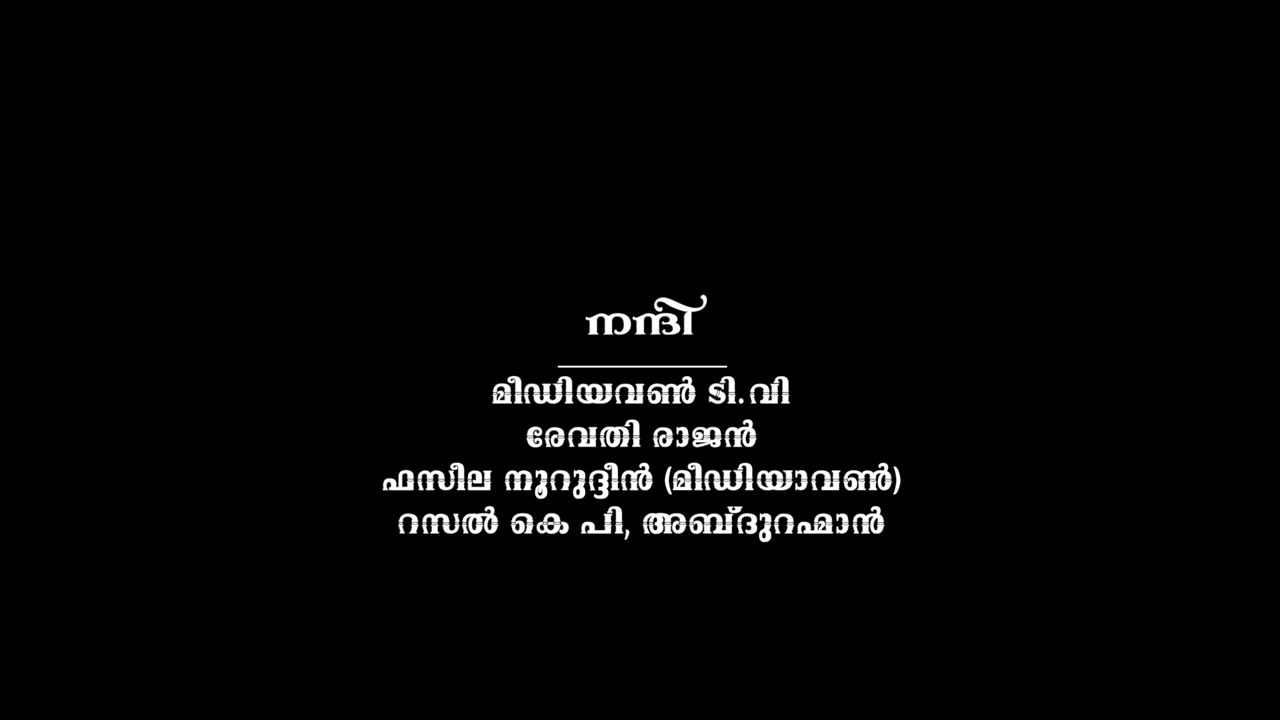 നന്ദി
മീഡിയവൺ ടി.വി
രേവതി രാജൻ
ഫസീല നൂറുദ്ദീൻ (മീഡിയാവൺ)
റസൽ കെ പി, അബ്ദുറഹ്മാൻ